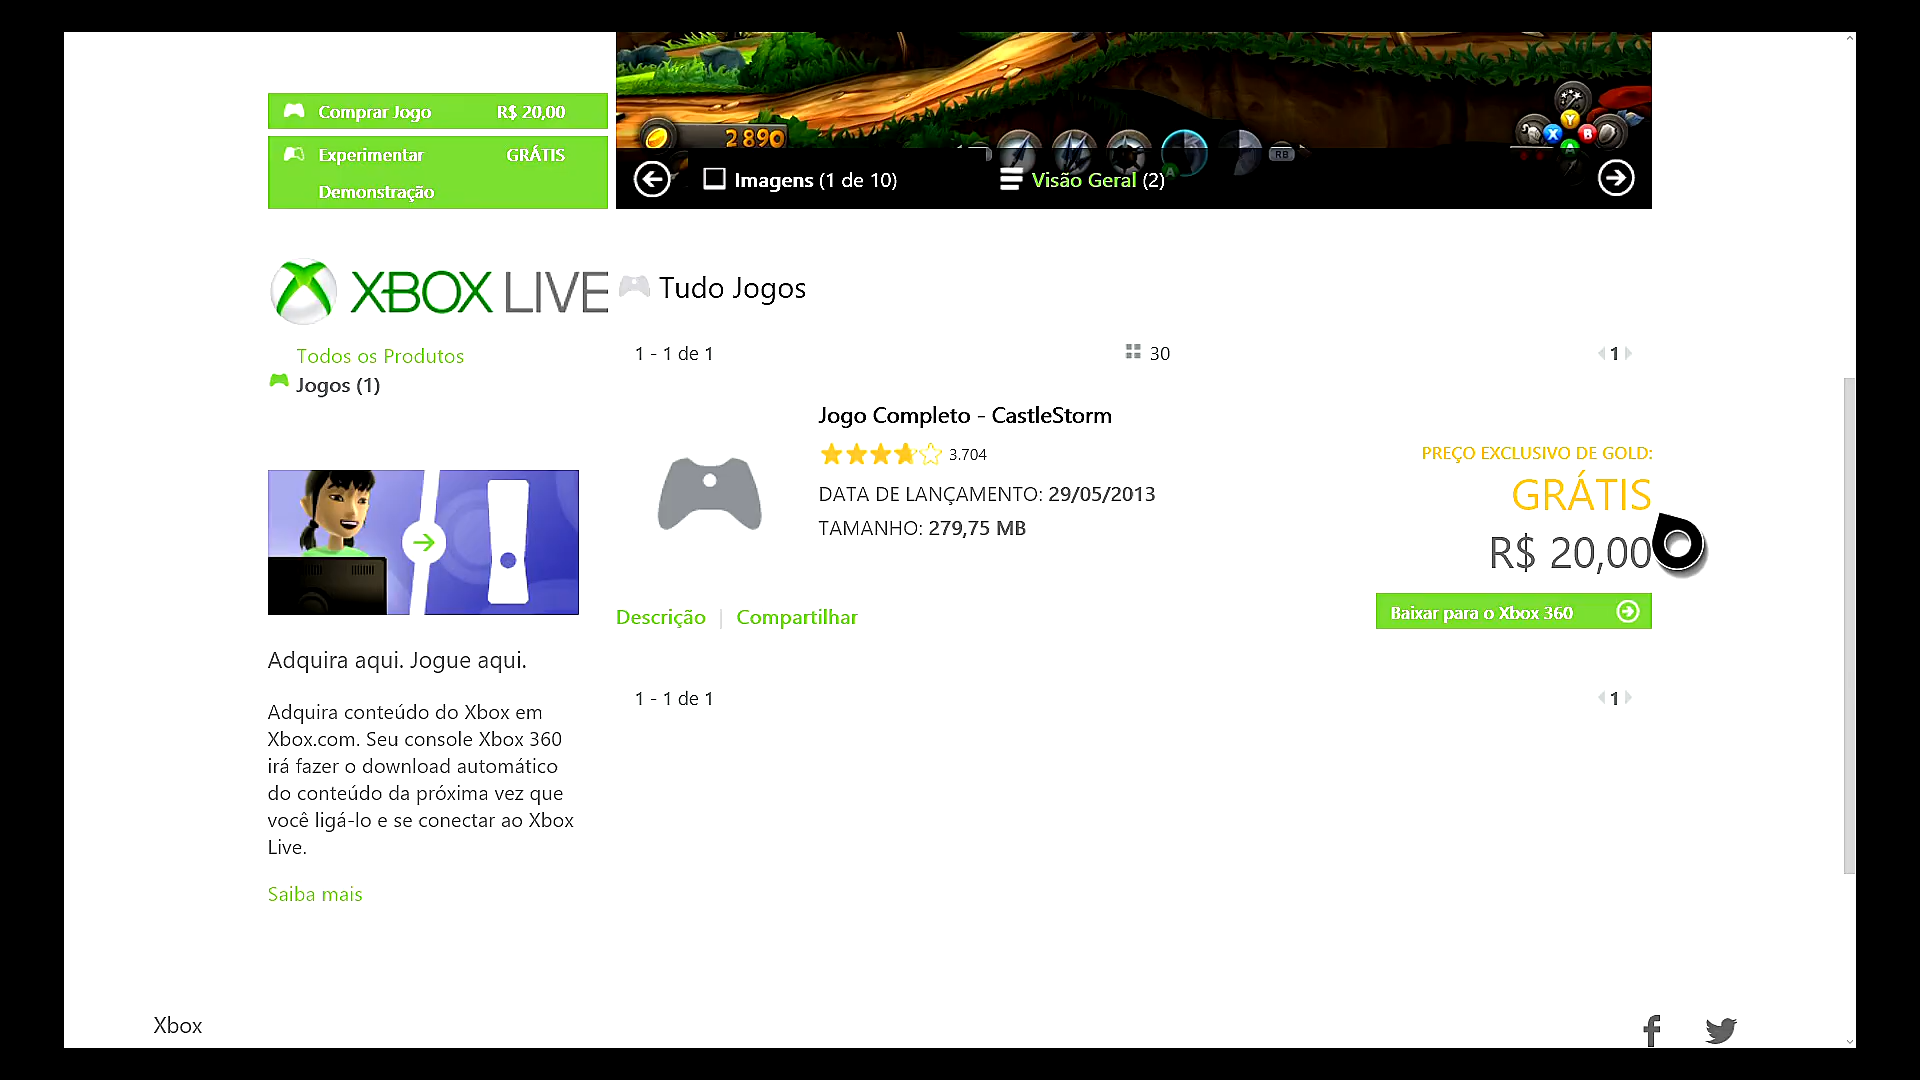 Comprar Jogo R$ 20,00
Experimentar GRÁTIS
Demonstração
2890
RB
X Y B A
A
Imagens (1 de 10)
Visão Geral (2)
XBOX LIVE
Tudo Jogos
Todos os Produtos
Jogos (1)
1 - 1 de 1 30 1
Jogo Completo - CastleStorm
3.704
DATA DE LANÇAMENTO: 29/05/2013
TAMANHO: 279,75 MB
PREÇO EXCLUSIVO DE GOLD:
GRÁTIS
R$ 20,00
Baixar para o Xbox 360
Descrição | Compartilhar
1 - 1 de 1 1
Adquira aqui. Jogue aqui.
Adquira conteúdo do Xbox em
Xbox.com. Seu console Xbox 360
irá fazer o download automático
do conteúdo da próxima vez que
você ligá-lo e se conectar ao Xbox
Live.
Saiba mais
Xbox